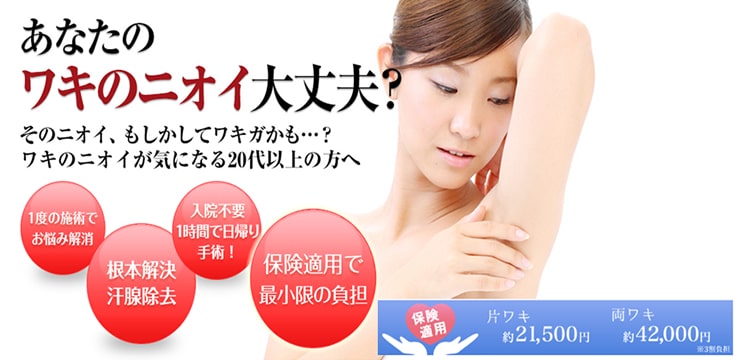 あなたの
ワキのニオイ大丈夫?
そのニオイ、もしかしてワキガかも…?
ワキのニオイが気になる20代以上の方へ
1度の施術で
お悩み解消
根本解決
汗腺除去
入院不要
1時間で日帰り
手術!
保険適用で
最小限の負担
保険
適用
片ワキ
約21,500円
両ワキ
約42,000円
※3割負担